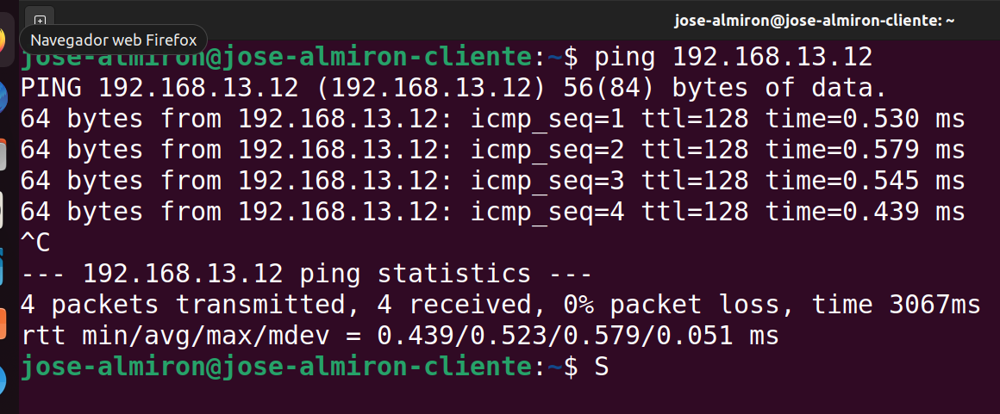 jose-almiron@jose-almiron-cliente: ~
Navegador web Firefox
jose-almiron@jose-almiron-cliente:~$ ping 192.168.13.12
PING 192.168.13.12 (192.168.13.12) 56(84) bytes of data.
64 bytes from 192.168.13.12: icmp_seq=1 ttl=128 time=0.530 ms
64 bytes from 192.168.13.12: icmp_seq=2 ttl=128 time=0.579 ms
64 bytes from 192.168.13.12: icmp_seq=3 ttl=128 time=0.545 ms
64 bytes from 192.168.13.12: icmp_seq=4 ttl=128 time=0.439 ms
^C
--- 192.168.13.12 ping statistics ---
4 packets transmitted, 4 received, 0% packet loss, time 3067ms
rtt min/avg/max/mdev = 0.439/0.523/0.579/0.051 ms
jose-almiron@jose-almiron-cliente:~$ S